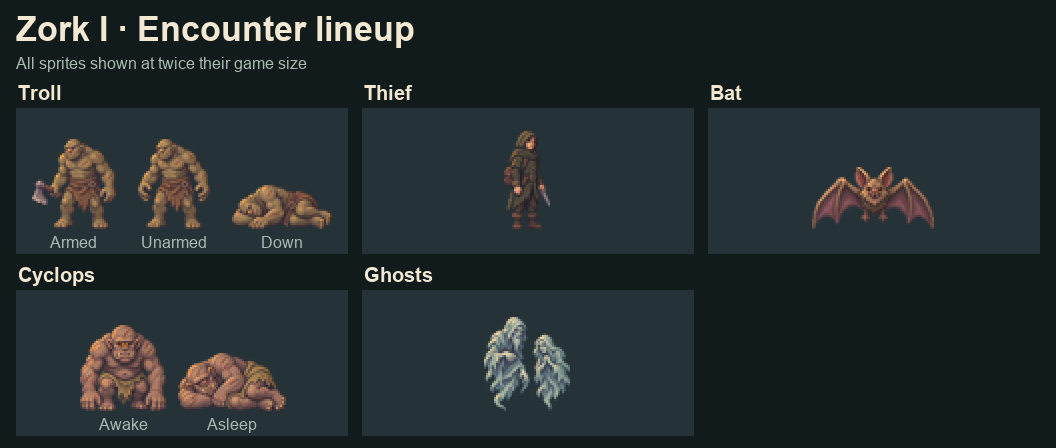 Zork I · Encounter lineup
All sprites shown at twice their game size
Troll
Thief
Bat
Armed
Unarmed
Down
Cyclops
Ghosts
Awake
Asleep